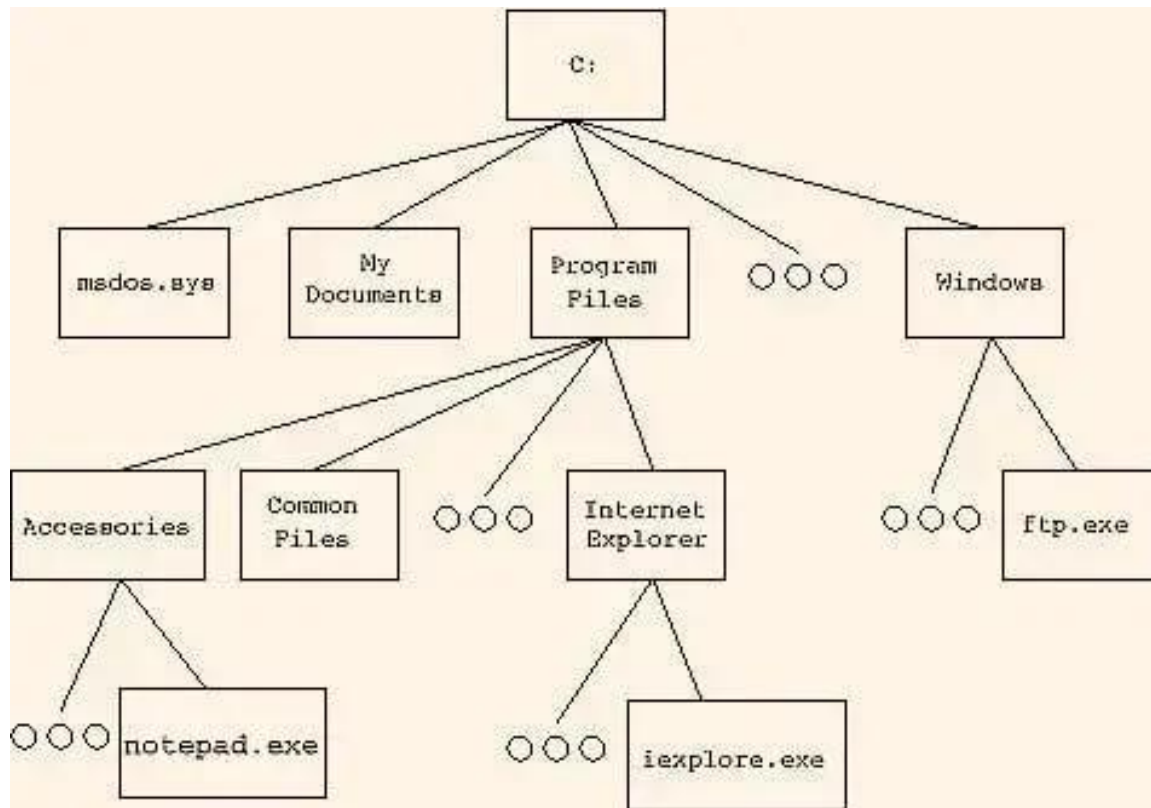 C:
msdos.sys
My
Documents
Program
Files
Windows
Accessories
Common
Files
Internet
Explorer
ftp.exe
notepad.exe
iexplore.exe